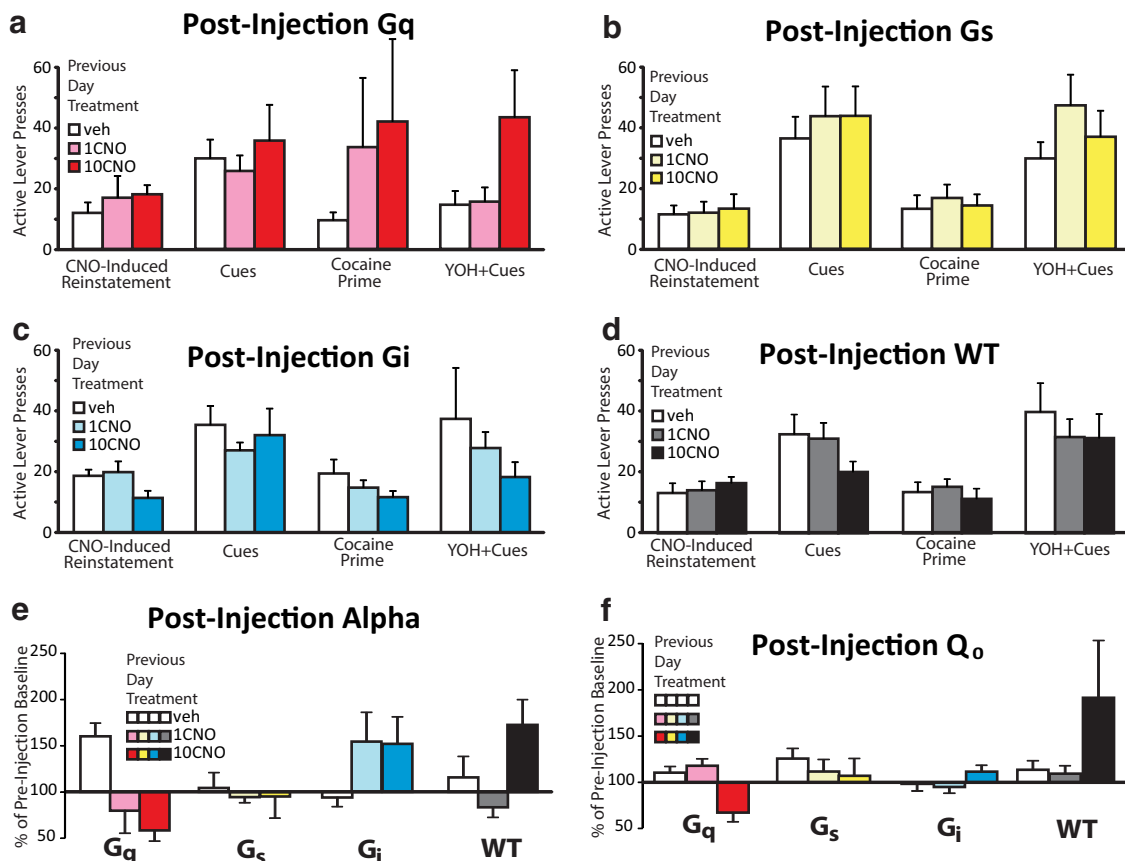 a
Post-Injection Gq
Previous
Day
Treatment
veh
1CNO
10CNO
Active Lever Presses
60
40
20
0
CNO-Induced
Reinstatement
Cues
Cocaine
Prime
YOH+Cues
b
Post-Injection Gs
Previous
Day
Treatment
veh
1CNO
10CNO
Active Lever Presses
60
40
20
0
CNO-Induced
Reinstatement
Cues
Cocaine
Prime
YOH+Cues
c
Post-Injection Gi
Previous
Day
Treatment
veh
1CNO
10CNO
Active Lever Presses
60
40
20
0
CNO-Induced
Reinstatement
Cues
Cocaine
Prime
YOH+Cues
d
Post-Injection WT
Previous
Day
Treatment
veh
1CNO
10CNO
Active Lever Presses
60
40
20
0
CNO-Induced
Reinstatement
Cues
Cocaine
Prime
YOH+Cues
e
Post-Injection Alpha
Previous
Day
Treatment
veh
1CNO
10CNO
% of Pre-Injection Baseline
250
200
150
100
50
Gq
Gs
Gi
WT
f
Post-Injection Qo
Previous
Day
Treatment
% of Pre-Injection Baseline
250
200
150
100
50
Gq
Gs
Gi
WT